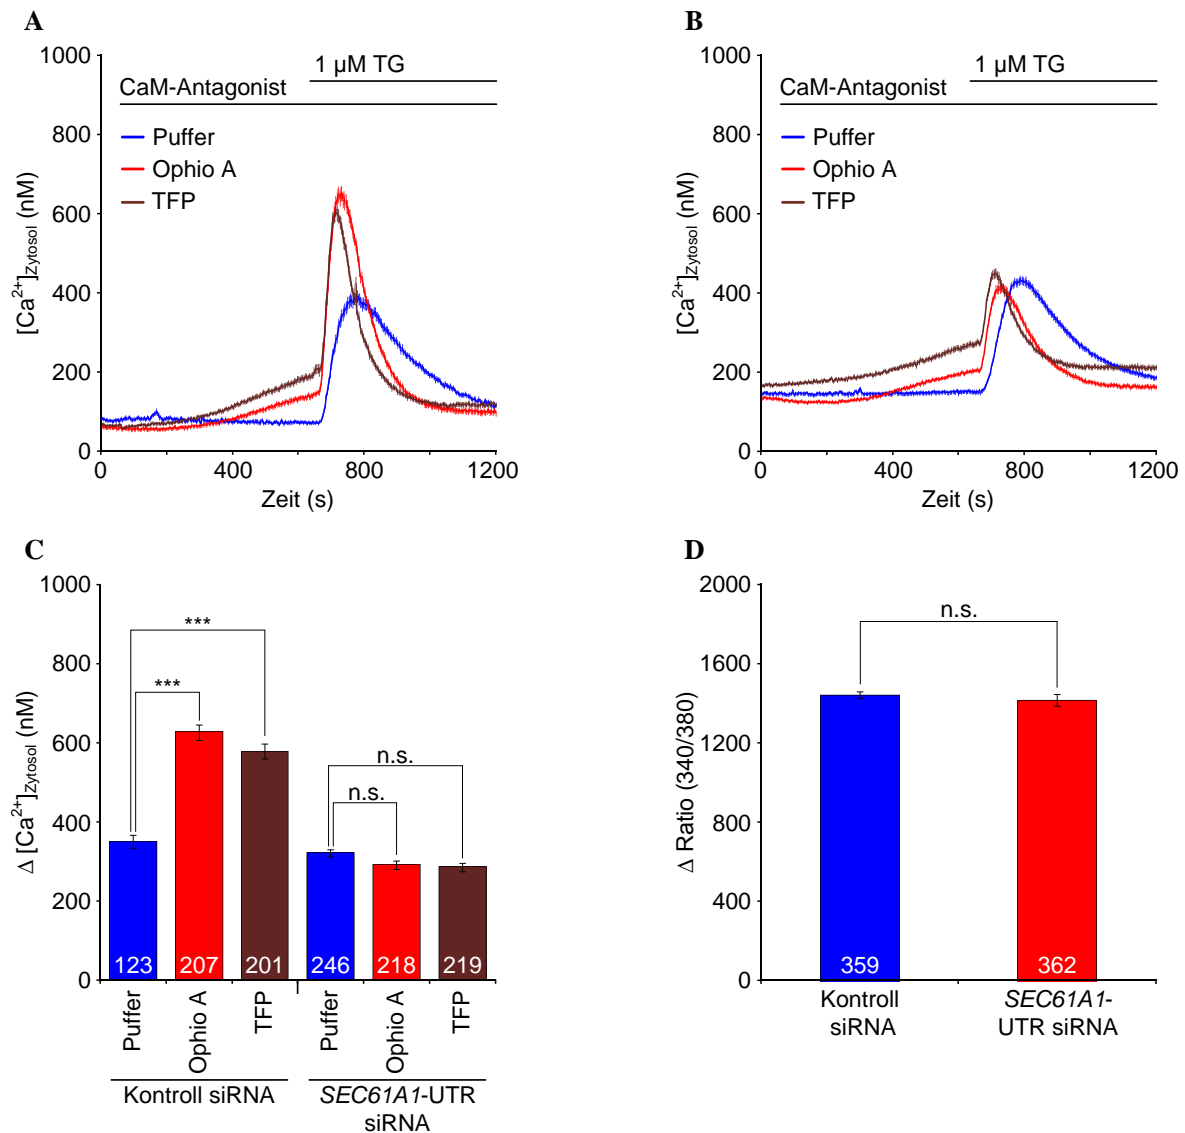 A
1000
800
600
400
200
0
[Ca²⁺]Zytosol (nM)
1 µM TG
CaM-Antagonist
Puffer
Ophio A
TFP
0 400 800 1200
Zeit (s)
B
1000
800
600
400
200
0
[Ca²⁺]Zytosol (nM)
1 µM TG
CaM-Antagonist
Puffer
Ophio A
TFP
0 400 800 1200
Zeit (s)
C
1000
800
600
400
200
0
Δ [Ca²⁺]Zytosol (nM)
***
***
n.s.
n.s.
123 207 201 246 218 219
Puffer
Ophio A
TFP
Puffer
Ophio A
TFP
Kontroll siRNA
SEC61A1-UTR
siRNA
D
2000
1600
1200
800
400
0
Δ Ratio (340/380)
n.s.
359 362
Kontroll
siRNA
SEC61A1-
UTR siRNA